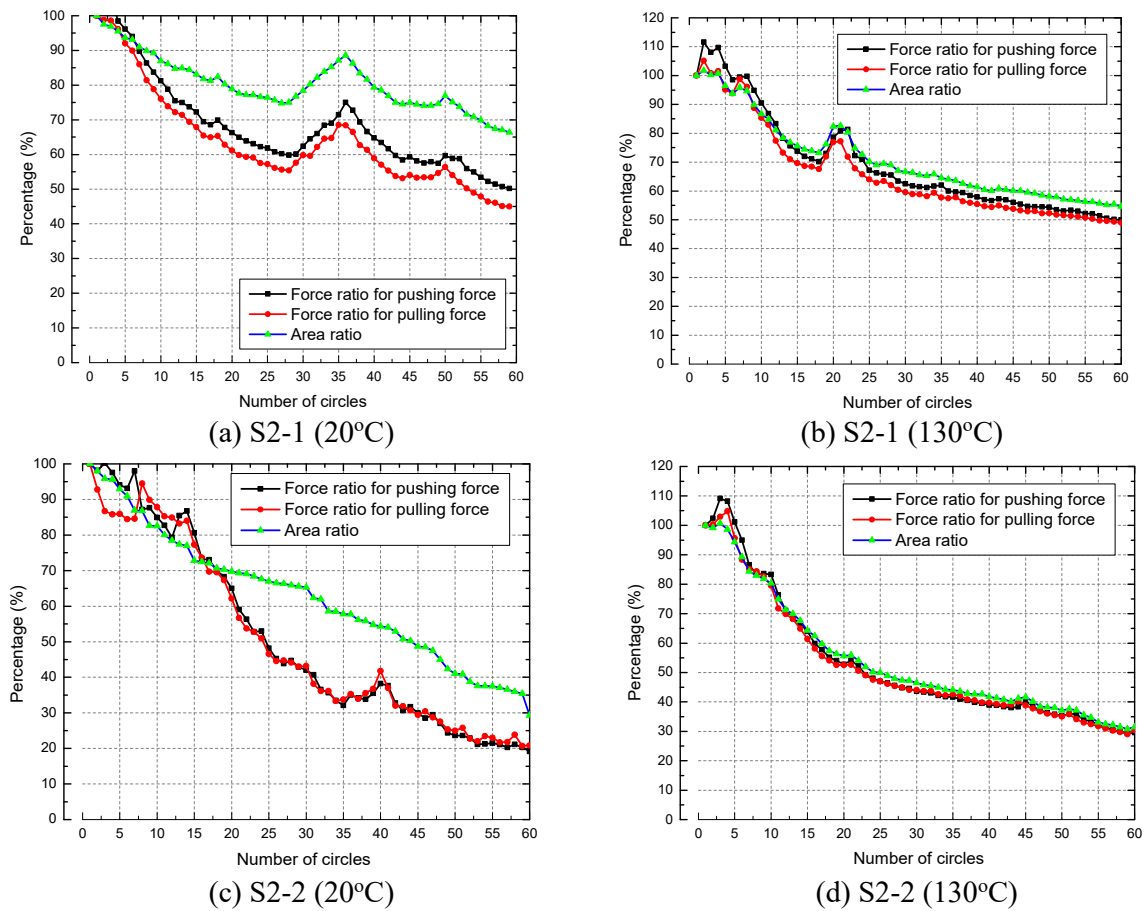 100
90
80
70
60
50
40
30
20
10
0
Percentage (%)
Force ratio for pushing force
Force ratio for pulling force
Area ratio
0 5 10 15 20 25 30 35 40 45 50 55 60
Number of circles
(a) S2-1 (20°C)
120
110
100
90
80
70
60
50
40
30
20
10
0
Percentage (%)
Force ratio for pushing force
Force ratio for pulling force
Area ratio
0 5 10 15 20 25 30 35 40 45 50 55 60
Number of circles
(b) S2-1 (130°C)
100
90
80
70
60
50
40
30
20
10
0
Percentage (%)
Force ratio for pushing force
Force ratio for pulling force
Area ratio
0 5 10 15 20 25 30 35 40 45 50 55 60
Number of circles
(c) S2-2 (20°C)
120
110
100
90
80
70
60
50
40
30
20
10
0
Percentage (%)
Force ratio for pushing force
Force ratio for pulling force
Area ratio
0 5 10 15 20 25 30 35 40 45 50 55 60
Number of circles
(d) S2-2 (130°C)